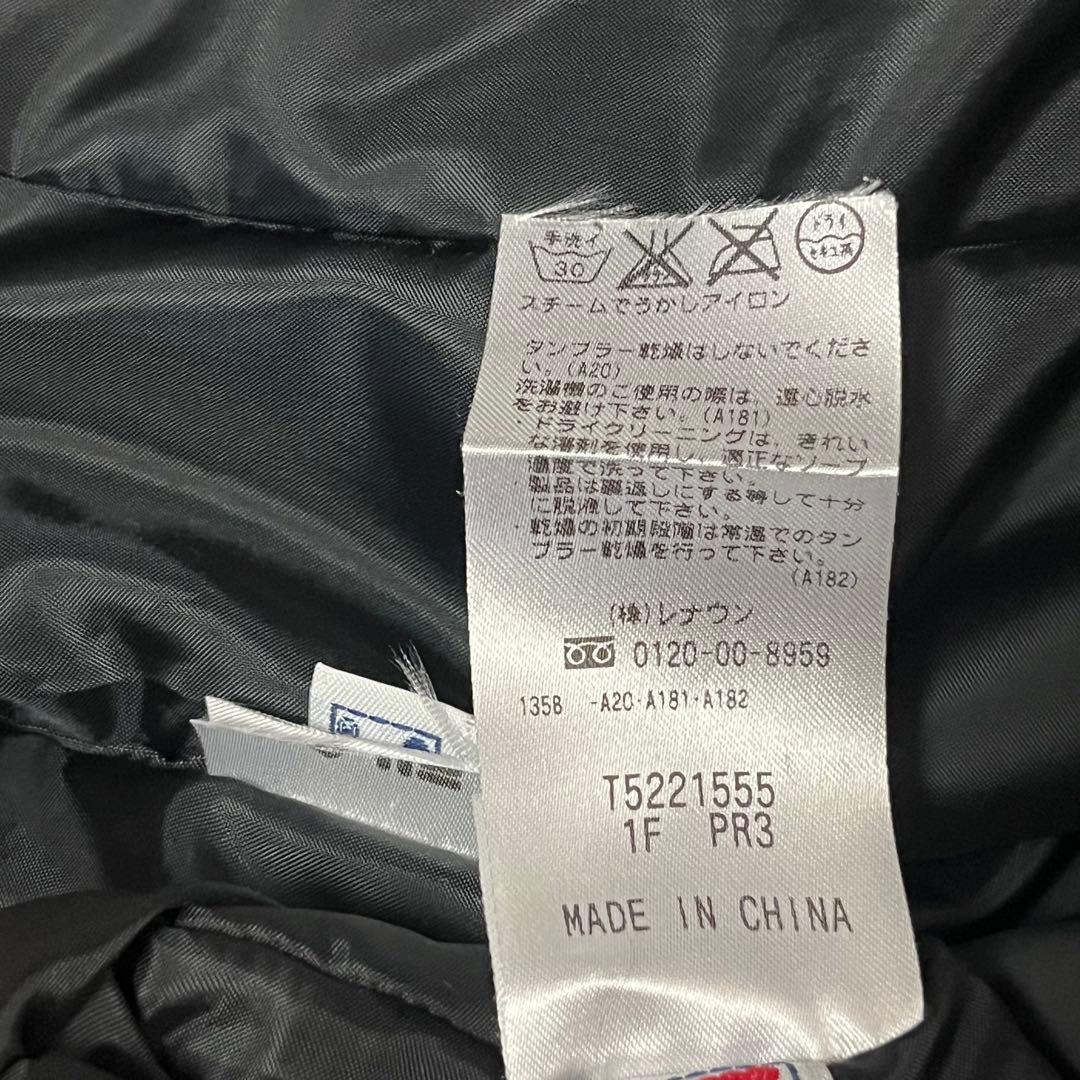 手洗イ
30
ドライ
セキユ系
スチームでうかしアイロン
タンブラー乾燥はしないでくださ
い。(A20)
洗濯機のご使用の際は、遠心脱水
をお避け下さい。(A181)
・ドライクリーニングは、きれい
な溶剤を使用し、適正なソープ
濃度で洗って下さい。
・製品は裏返しにする等して十分
に脱液して下さい。
・乾燥の初期段階は常温でのタン
ブラー乾燥を行って下さい。
(A182)
(株)レナウン
0120-00-8959
135B -A20·A181·A182
T5221555
1F PR3
MADE IN CHINA